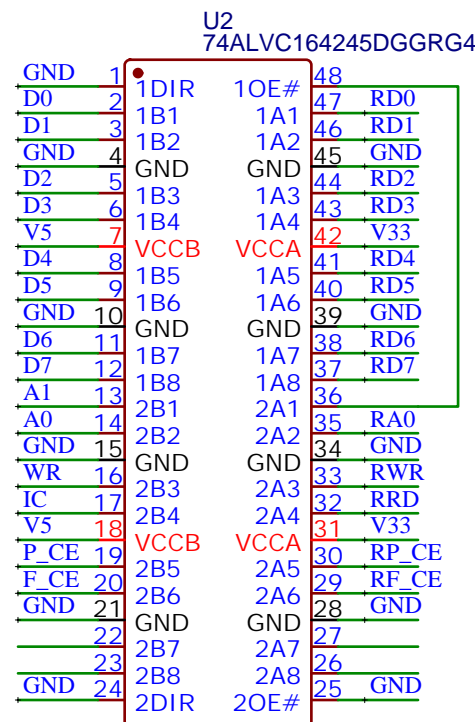 U2
74ALVC164245DGGRG4
GND 1 1DIR 1OE# 48
D0 2 1B1 1A1 47 RD0
D1 3 1B2 1A2 46 RD1
GND 4 GND GND 45 GND
D2 5 1B3 1A3 44 RD2
D3 6 1B4 1A4 43 RD3
V5 7 VCCB VCCA 42 V33
D4 8 1B5 1A5 41 RD4
D5 9 1B6 1A6 40 RD5
GND 10 GND GND 39 GND
D6 11 1B7 1A7 38 RD6
D7 12 1B8 1A8 37 RD7
A1 13 2B1 2A1 36
A0 14 2B2 2A2 35 RA0
GND 15 GND GND 34 GND
WR 16 2B3 2A3 33 RWR
IC 17 2B4 2A4 32 RRD
V5 18 VCCB VCCA 31 V33
P_CE 19 2B5 2A5 30 RP_CE
F_CE 20 2B6 2A6 29 RF_CE
GND 21 GND GND 28 GND
22 2B7 2A7 27
23 2B8 2A8 26
GND 24 2DIR 2OE# 25 GND